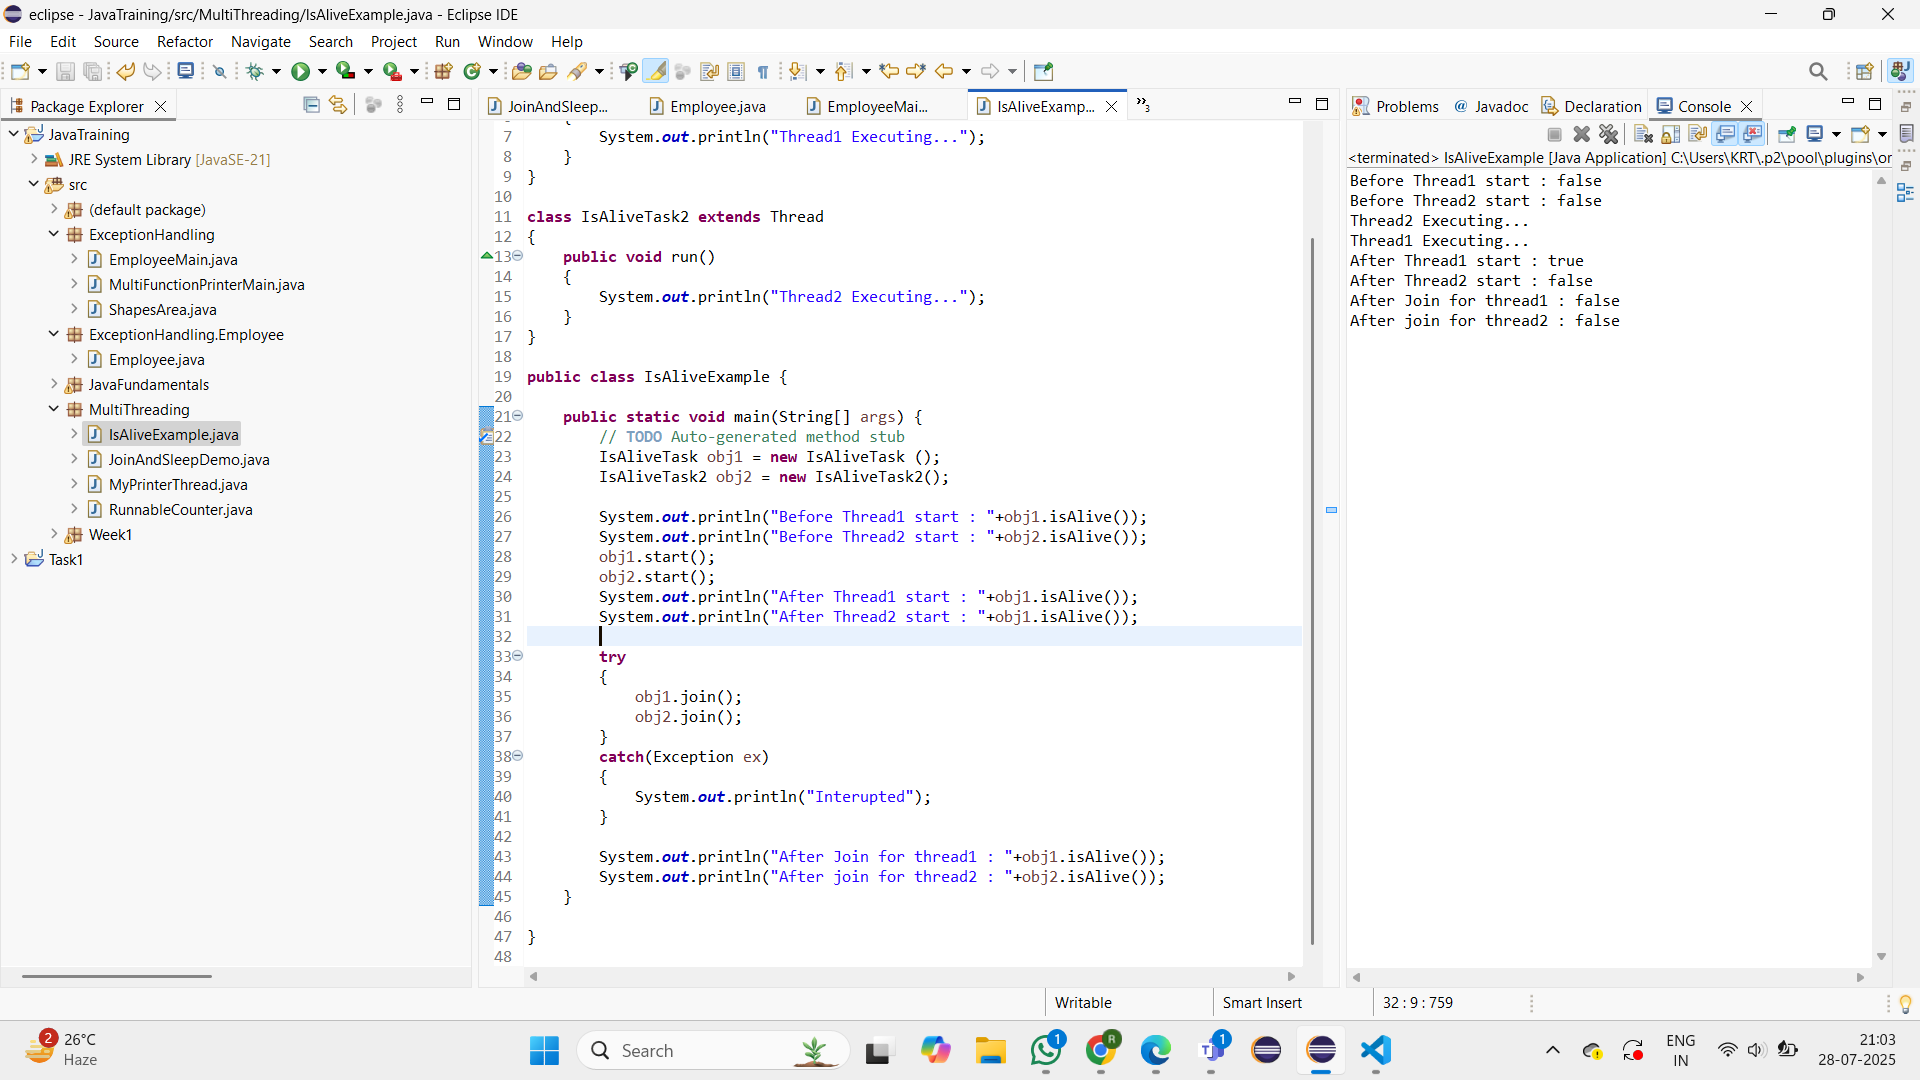 eclipse - JavaTraining/src/MultiThreading/IsAliveExample.java - Eclipse IDE
File Edit Source Refactor Navigate Search Project Run Window Help
Package Explorer
JavaTraining
JRE System Library [JavaSE-21]
src
(default package)
ExceptionHandling
EmployeeMain.java
MultiFunctionPrinterMain.java
ShapesArea.java
ExceptionHandling.Employee
Employee.java
JavaFundamentals
MultiThreading
IsAliveExample.java
JoinAndSleepDemo.java
MyPrinterThread.java
RunnableCounter.java
Week1
Task1
JoinAndSleep... Employee.java EmployeeMai... IsAliveExamp... »3
7 System.out.println("Thread1 Executing...");
8 }
9 }
10
11 class IsAliveTask2 extends Thread
12 {
13 public void run()
14 {
15 System.out.println("Thread2 Executing...");
16 }
17 }
18
19 public class IsAliveExample {
20
21 public static void main(String[] args) {
22 // TODO Auto-generated method stub
23 IsAliveTask obj1 = new IsAliveTask ();
24 IsAliveTask2 obj2 = new IsAliveTask2();
25
26 System.out.println("Before Thread1 start : "+obj1.isAlive());
27 System.out.println("Before Thread2 start : "+obj2.isAlive());
28 obj1.start();
29 obj2.start();
30 System.out.println("After Thread1 start : "+obj1.isAlive());
31 System.out.println("After Thread2 start : "+obj1.isAlive());
32
33 try
34 {
35 obj1.join();
36 obj2.join();
37 }
38 catch(Exception ex)
39 {
40 System.out.println("Interupted");
41 }
42
43 System.out.println("After Join for thread1 : "+obj1.isAlive());
44 System.out.println("After join for thread2 : "+obj2.isAlive());
45 }
46
47 }
48
Problems @ Javadoc Declaration Console
<terminated> IsAliveExample [Java Application] C:\Users\KRT\.p2\pool\plugins\or
Before Thread1 start : false
Before Thread2 start : false
Thread2 Executing...
Thread1 Executing...
After Thread1 start : true
After Thread2 start : false
After Join for thread1 : false
After join for thread2 : false
Writable Smart Insert 32 : 9 : 759
2
26°C
Haze
Search
1
R
1
ENG
IN
21:03
28-07-2025